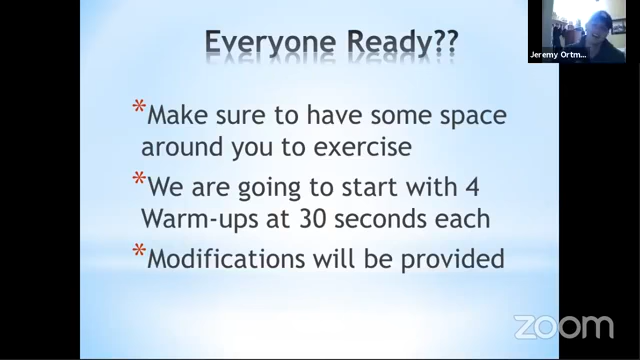 Everyone Ready??
Jeremy Ortm...
*Make sure to have some space
around you to exercise
*We are going to start with 4
Warm-ups at 30 seconds each
*Modifications will be provided
zoom